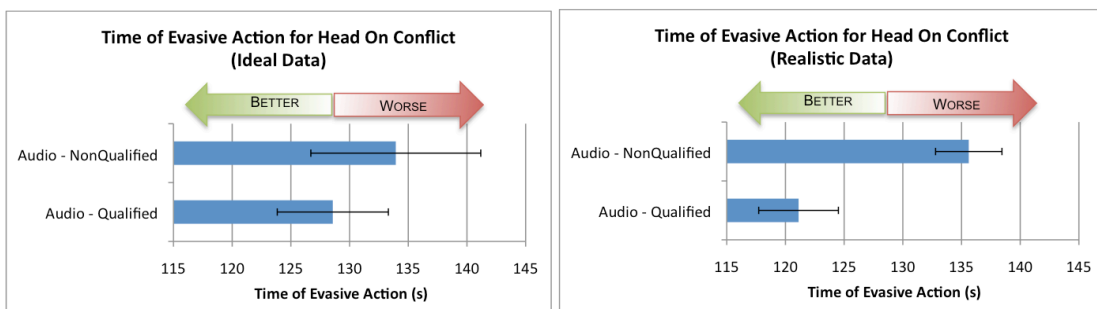 Time of Evasive Action for Head On Conflict
(Ideal Data)
BETTER
WORSE
Audio - NonQualified
Audio - Qualified
115 120 125 130 135 140 145
Time of Evasive Action (s)
Time of Evasive Action for Head On Conflict
(Realistic Data)
BETTER
WORSE
Audio - NonQualified
Audio - Qualified
115 120 125 130 135 140 145
Time of Evasive Action (s)